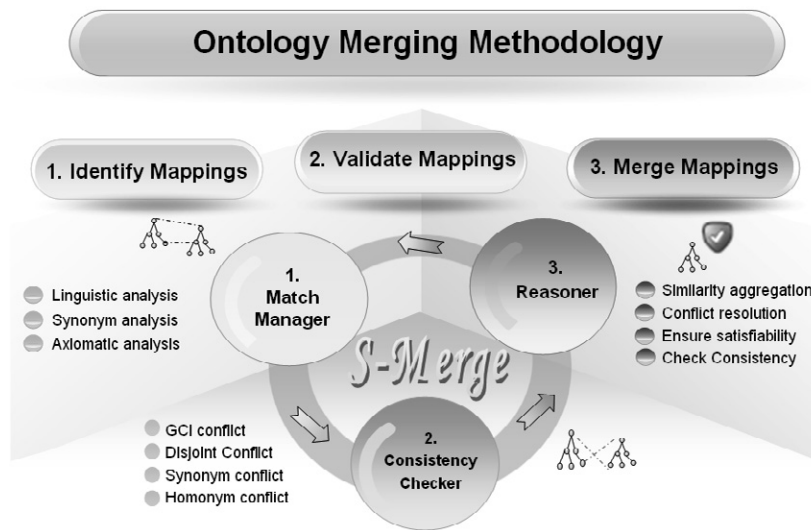 Ontology Merging Methodology
1. Identify Mappings
2. Validate Mappings
3. Merge Mappings
1.
Match
Manager
3.
Reasoner
Linguistic analysis
Synonym analysis
Axiomatic analysis
Similarity aggregation
Conflict resolution
Ensure satisfiability
Check Consistency
S-Merge
GCI conflict
Disjoint Conflict
Synonym conflict
Homonym conflict
2.
Consistency
Checker